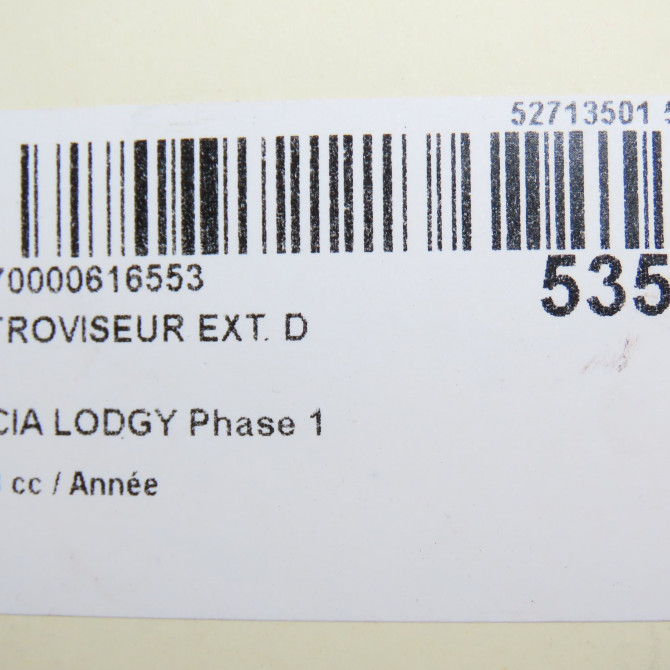 52713501
70000616553
535
TROVISEUR EXT. D
CIA LODGY Phase 1
cc / Année